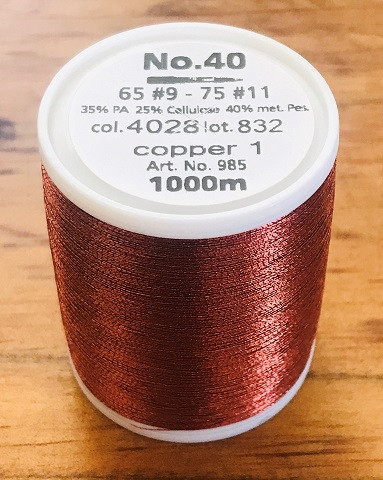 No.40
65 #9 - 75 #11
35% PA 25% Cellulose 40% met. Pes.
col. 4028 lot. 832
copper 1
Art. No. 985
1000m